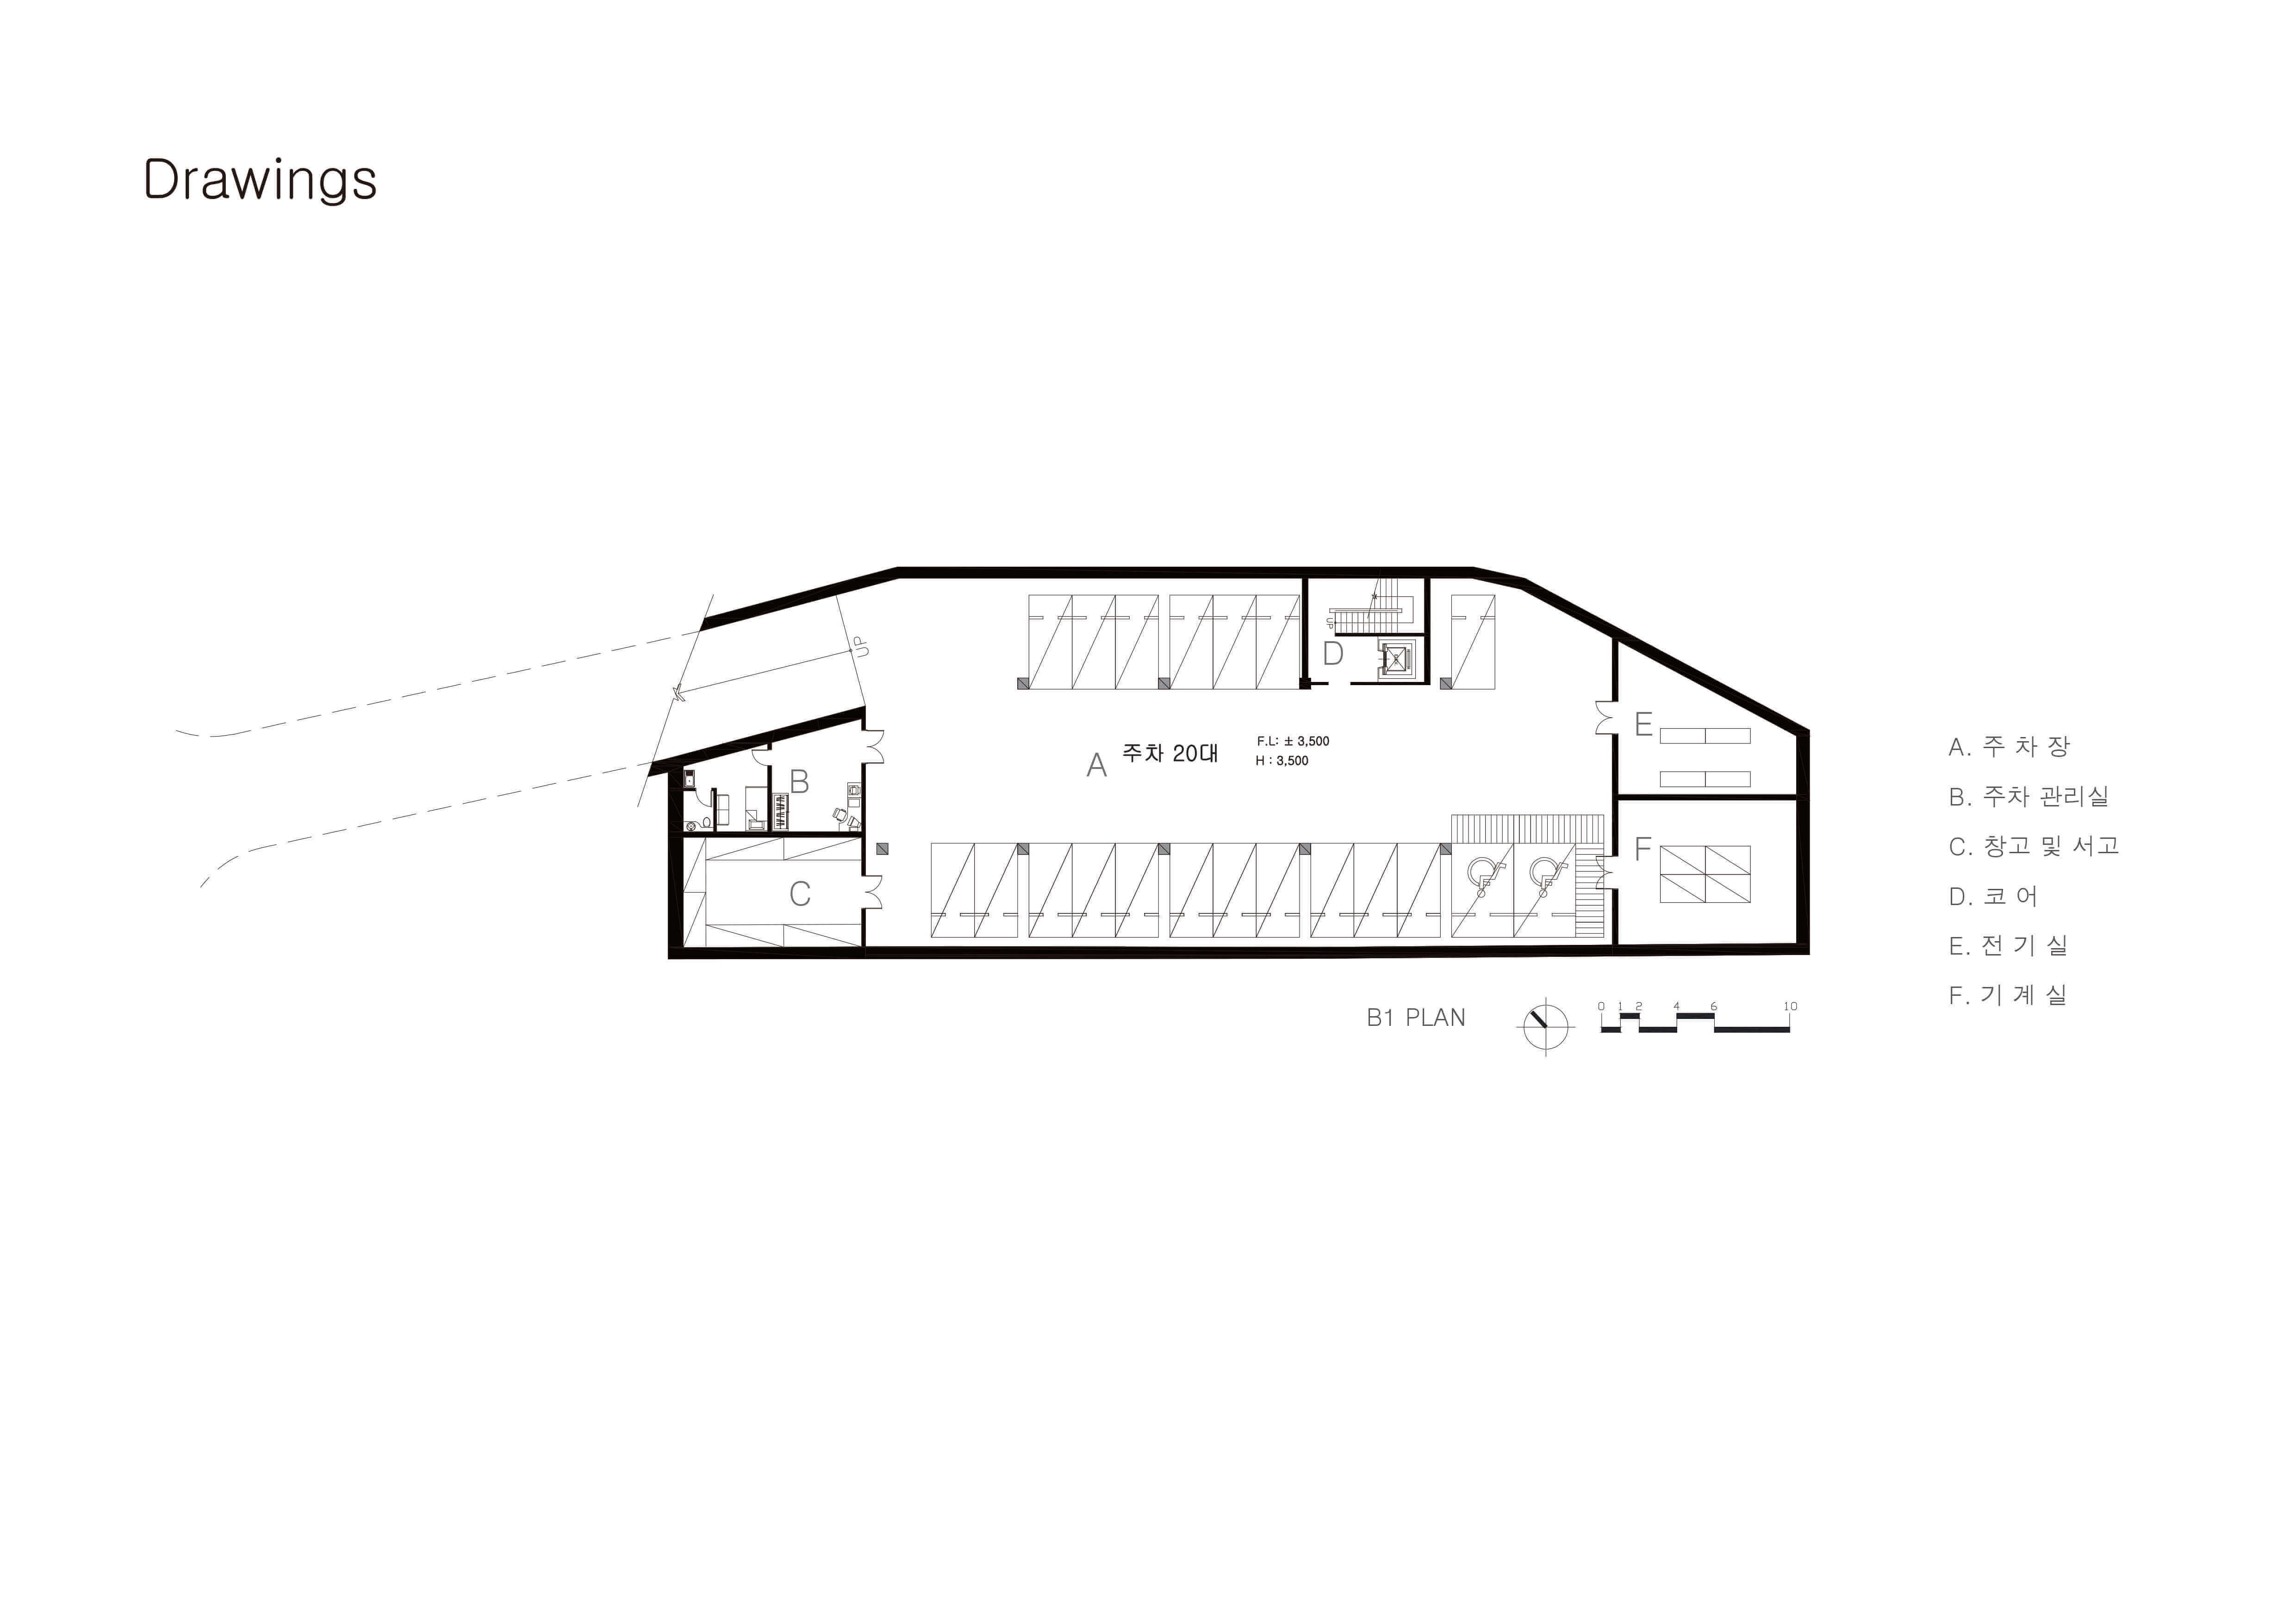 Drawings
UP
UP
D
E
A 주차 20대
F.L: ± 3,500
H : 3,500
B
F
C
A. 주 차 장
B. 주차 관리실
C. 창고 및 서고
D. 코 어
E. 전 기 실
F. 기 계 실
B1 PLAN
0 1 2 4 6 10